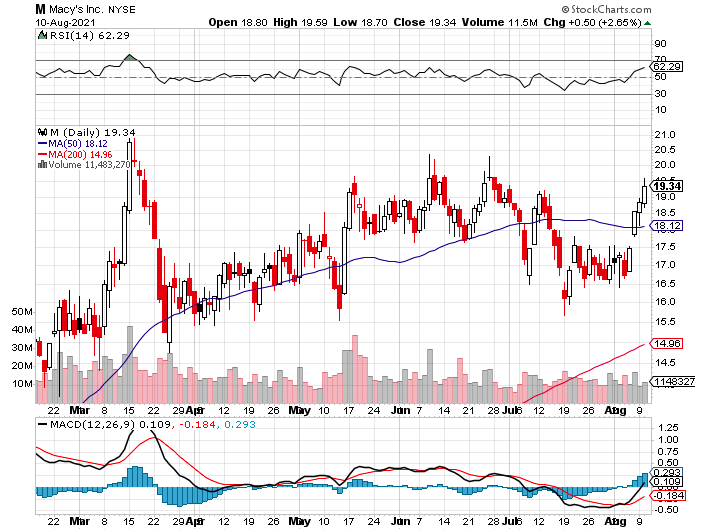 M Macy's Inc. NYSE
© StockCharts.com
10-Aug-2021
Open 18.80 High 19.59 Low 18.70 Close 19.34 Volume 11.5M Chg +0.50 (+2.65%)
RSI(14) 62.29
90
70
62.29
50
30
10
M (Daily) 19.34
MA(50) 18.12
MA(200) 14.96
Volume 11,483,270
21.0
20.5
20.0
19.34
19.0
18.5
18.12
17.5
17.0
16.5
16.0
15.5
14.96
14.5
50M
40M
30M
20M
10M
1148327
22 Mar 8 15 22 29 Apr 12 19 26 May 10 17 24 Jun 7 14 21 28 Jul 6 12 19 26 Aug 9
MACD(12,26,9) 0.109, -0.184, 0.293
1.25
1.00
0.75
0.50
0.293
0.109
-0.184
-0.50
22 Mar 8 15 22 29 Apr 12 19 26 May 10 17 24 Jun 7 14 21 28 Jul 6 12 19 26 Aug 9